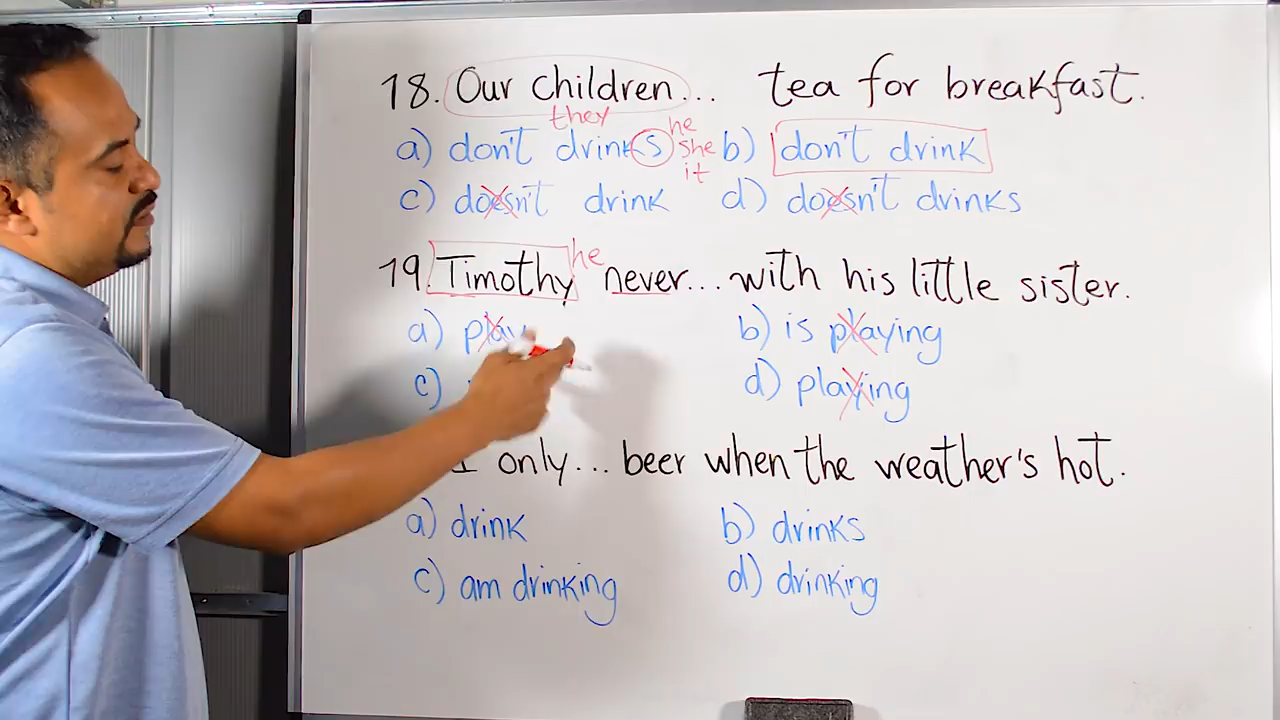 18. Our children... tea for breakfast.
they
he
a) don't drinks she b) don't drink
it
c) doesn't drink d) doesn't drinks
he
19. Timothy never... with his little sister.
a) play b) is playing
c) d) playing
I only... beer when the weather's hot.
a) drink b) drinks
c) am drinking d) drinking